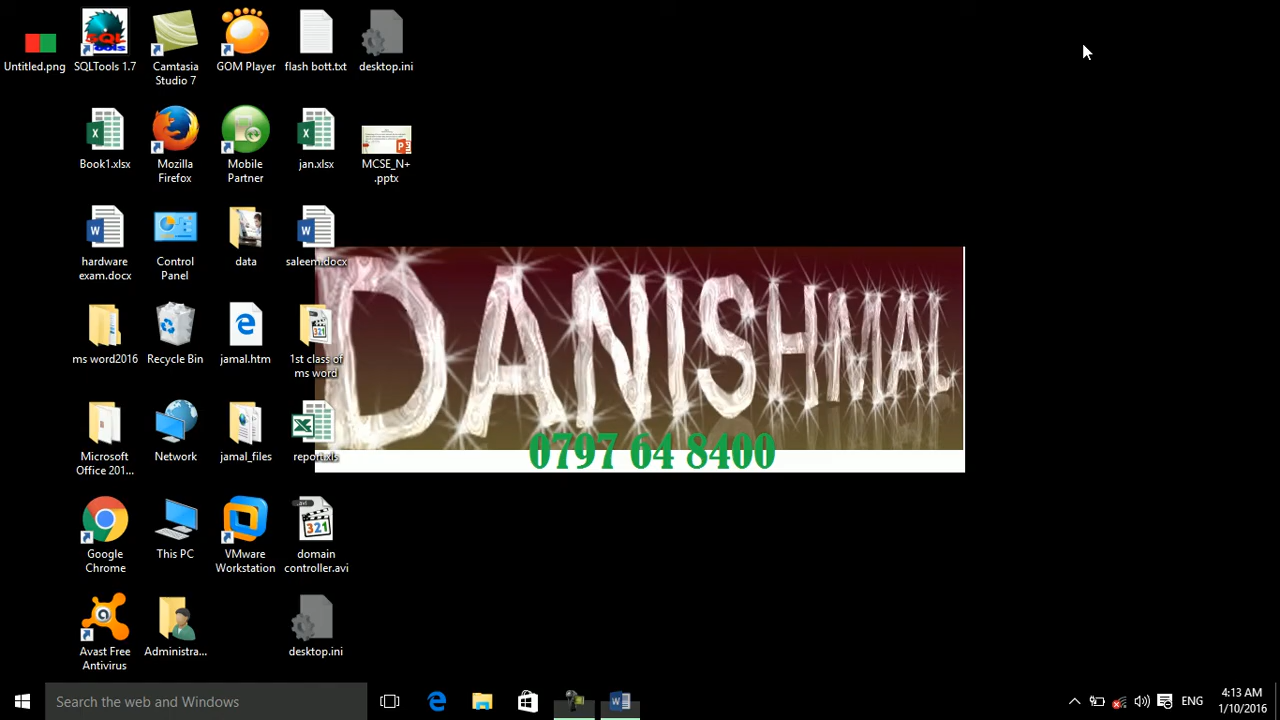 Untitled.png
SQLTools 1.7
Camtasia Studio 7
GOM Player
flash bott.txt
desktop.ini
Book1.xlsx
Mozilla Firefox
Mobile Partner
jan.xlsx
MCSE_N+.pptx
hardware exam.docx
Control Panel
data
saleem.docx
ms word2016
Recycle Bin
jamal.htm
1st class of ms word
Microsoft Office 201...
Network
jamal_files
report.xls
Google Chrome
This PC
VMware Workstation
domain controller.avi
Avast Free Antivirus
Administra...
desktop.ini
DANISHMAL
0797 64 8400
Search the web and Windows
ENG
4:13 AM
1/10/2016